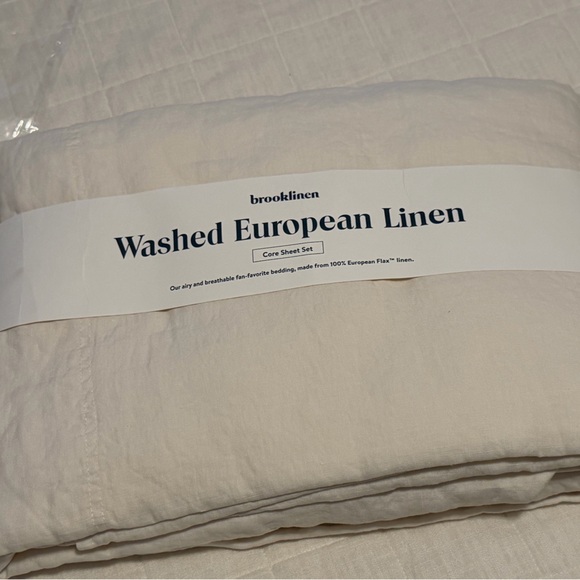 brooklinen
Washed European Linen
Core Sheet Set
Our airy and breathable fan-favorite bedding, made from 100% European Flax™ linen.